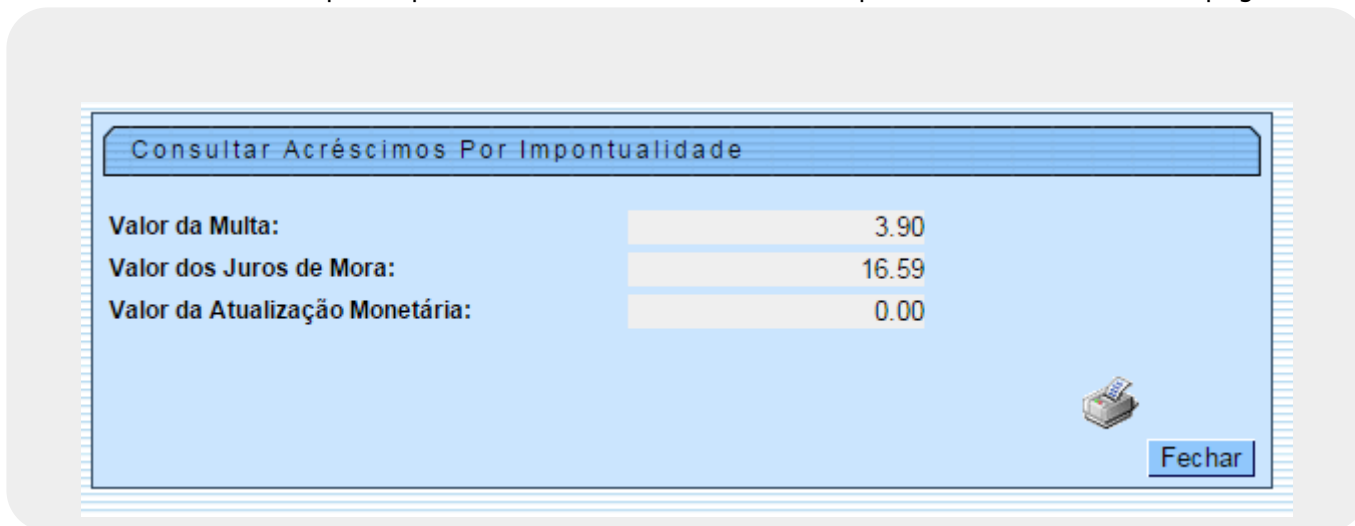 Consultar Acréscimos Por Impontualidade
Valor da Multa: 3.90
Valor dos Juros de Mora: 16.59
Valor da Atualização Monetária: 0.00
Fechar